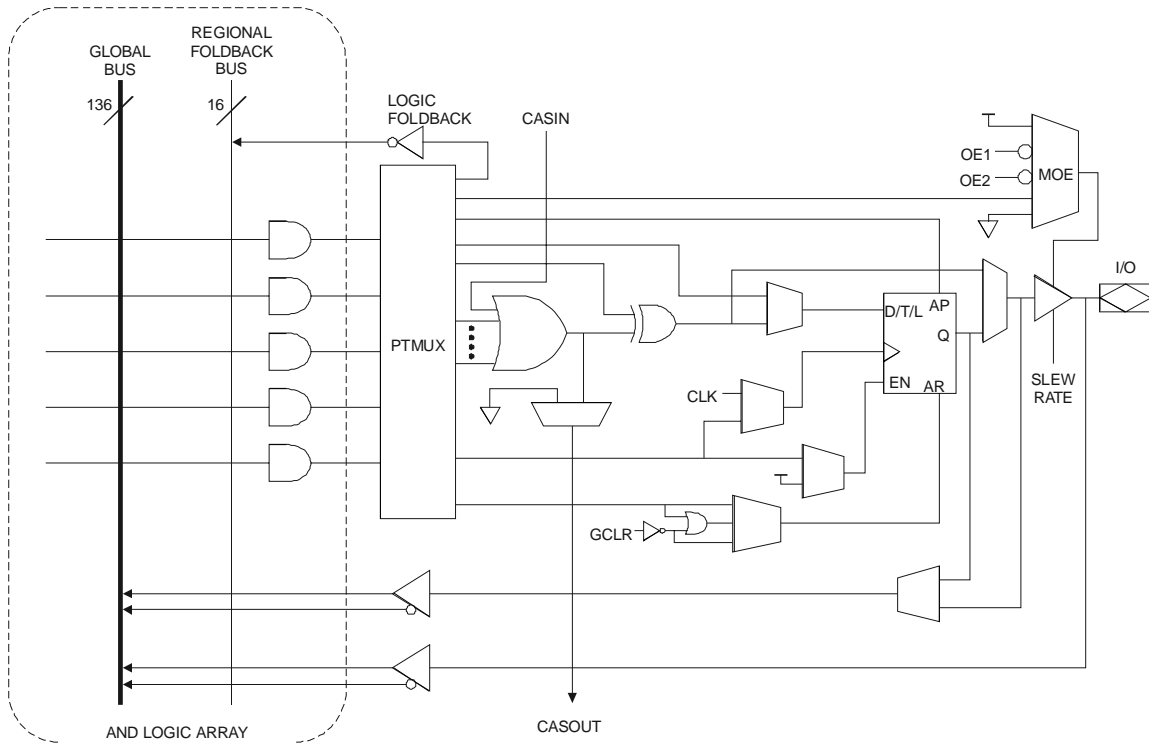 GLOBAL
BUS
REGIONAL
FOLDBACK
BUS
136
16
LOGIC
FOLDBACK
CASIN
OE1
OE2
MOE
I/O
D/T/L
AP
Q
PTMUX
CLK
EN
AR
SLEW
RATE
GCLR
AND LOGIC ARRAY
CASOUT